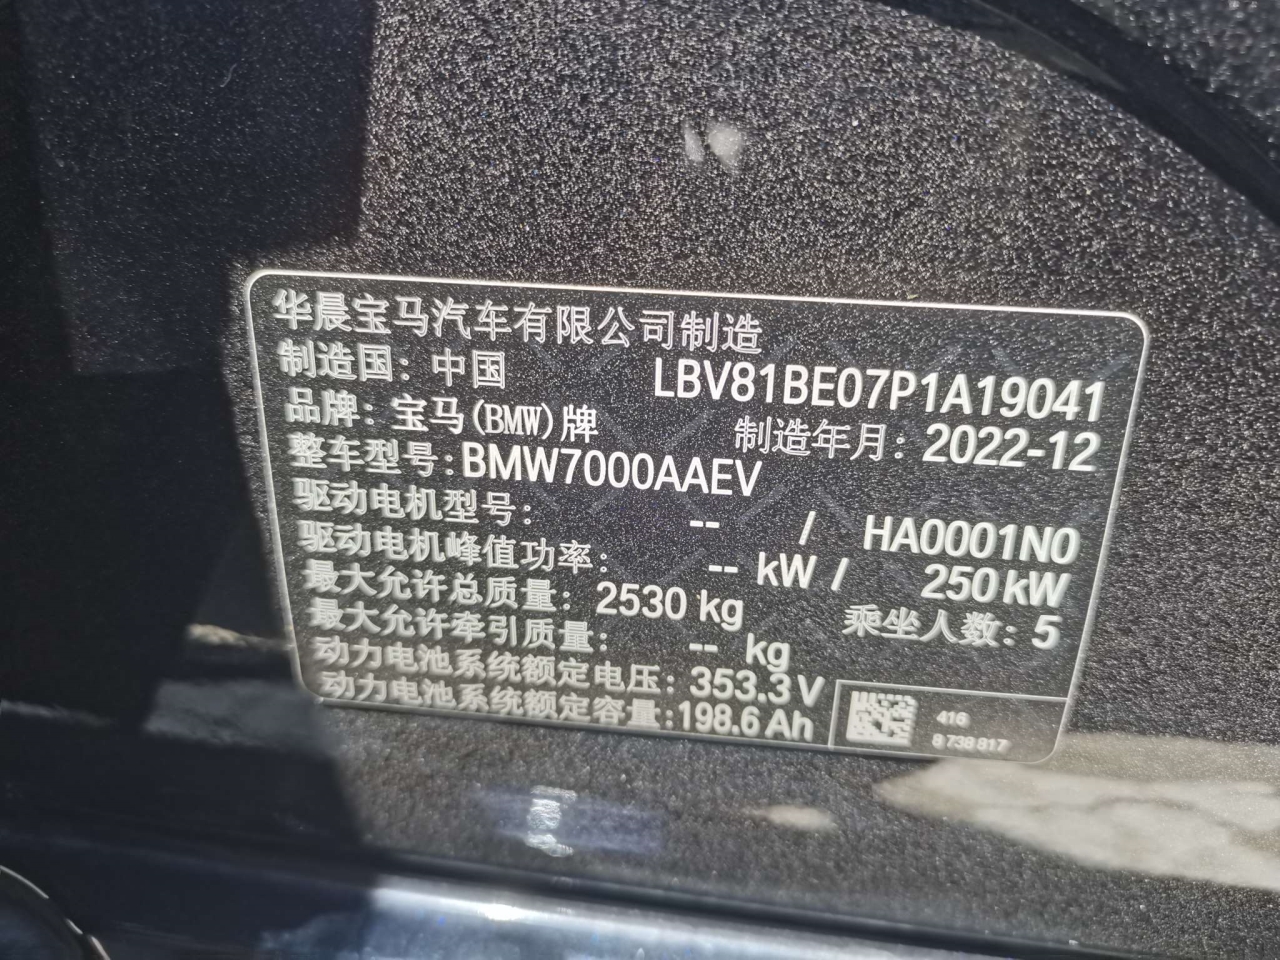 华晨宝马汽车有限公司制造
制造国：中国 LBV81BE07P1A19041
品牌：宝马(BMW)牌 制造年月：2022-12
整车型号：BMW7000AAEV
驱动电机型号： -- / HA0001N0
驱动电机峰值功率： -- kW / 250 kW
最大允许总质量： 2530 kg 乘坐人数：5
最大允许牵引质量： -- kg
动力电池系统额定电压：353.3 V
动力电池系统额定容量：198.6 Ah
416
8 738 817